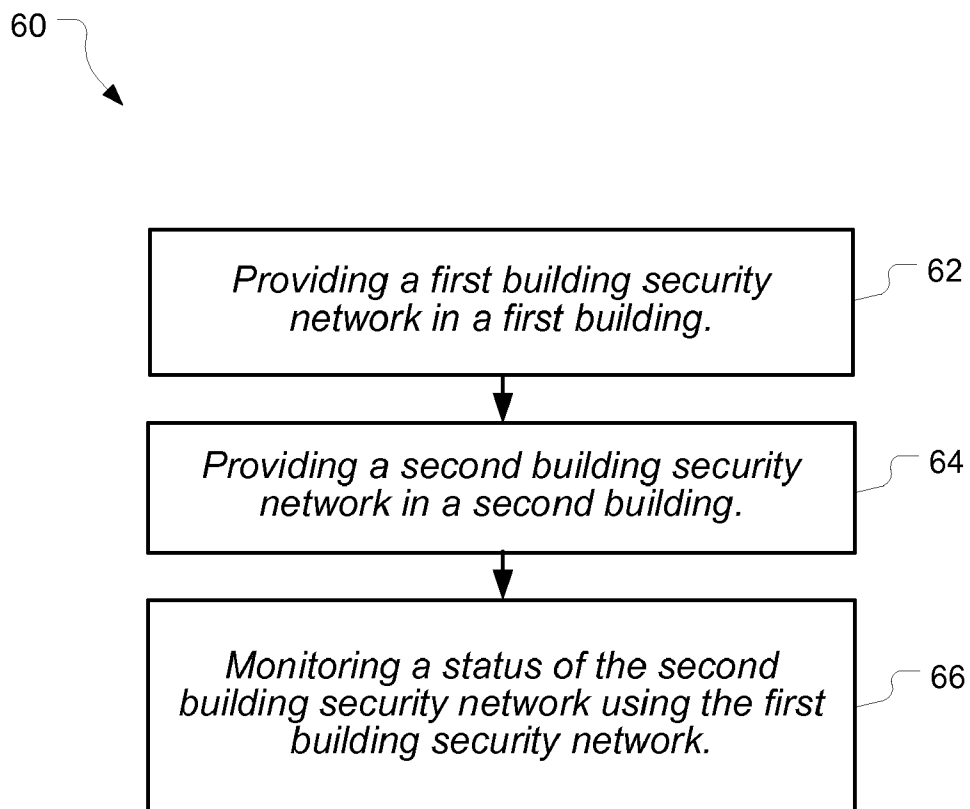 60
Providing a first building security
network in a first building.
62
Providing a second building security
network in a second building.
64
Monitoring a status of the second
building security network using the first
building security network.
66